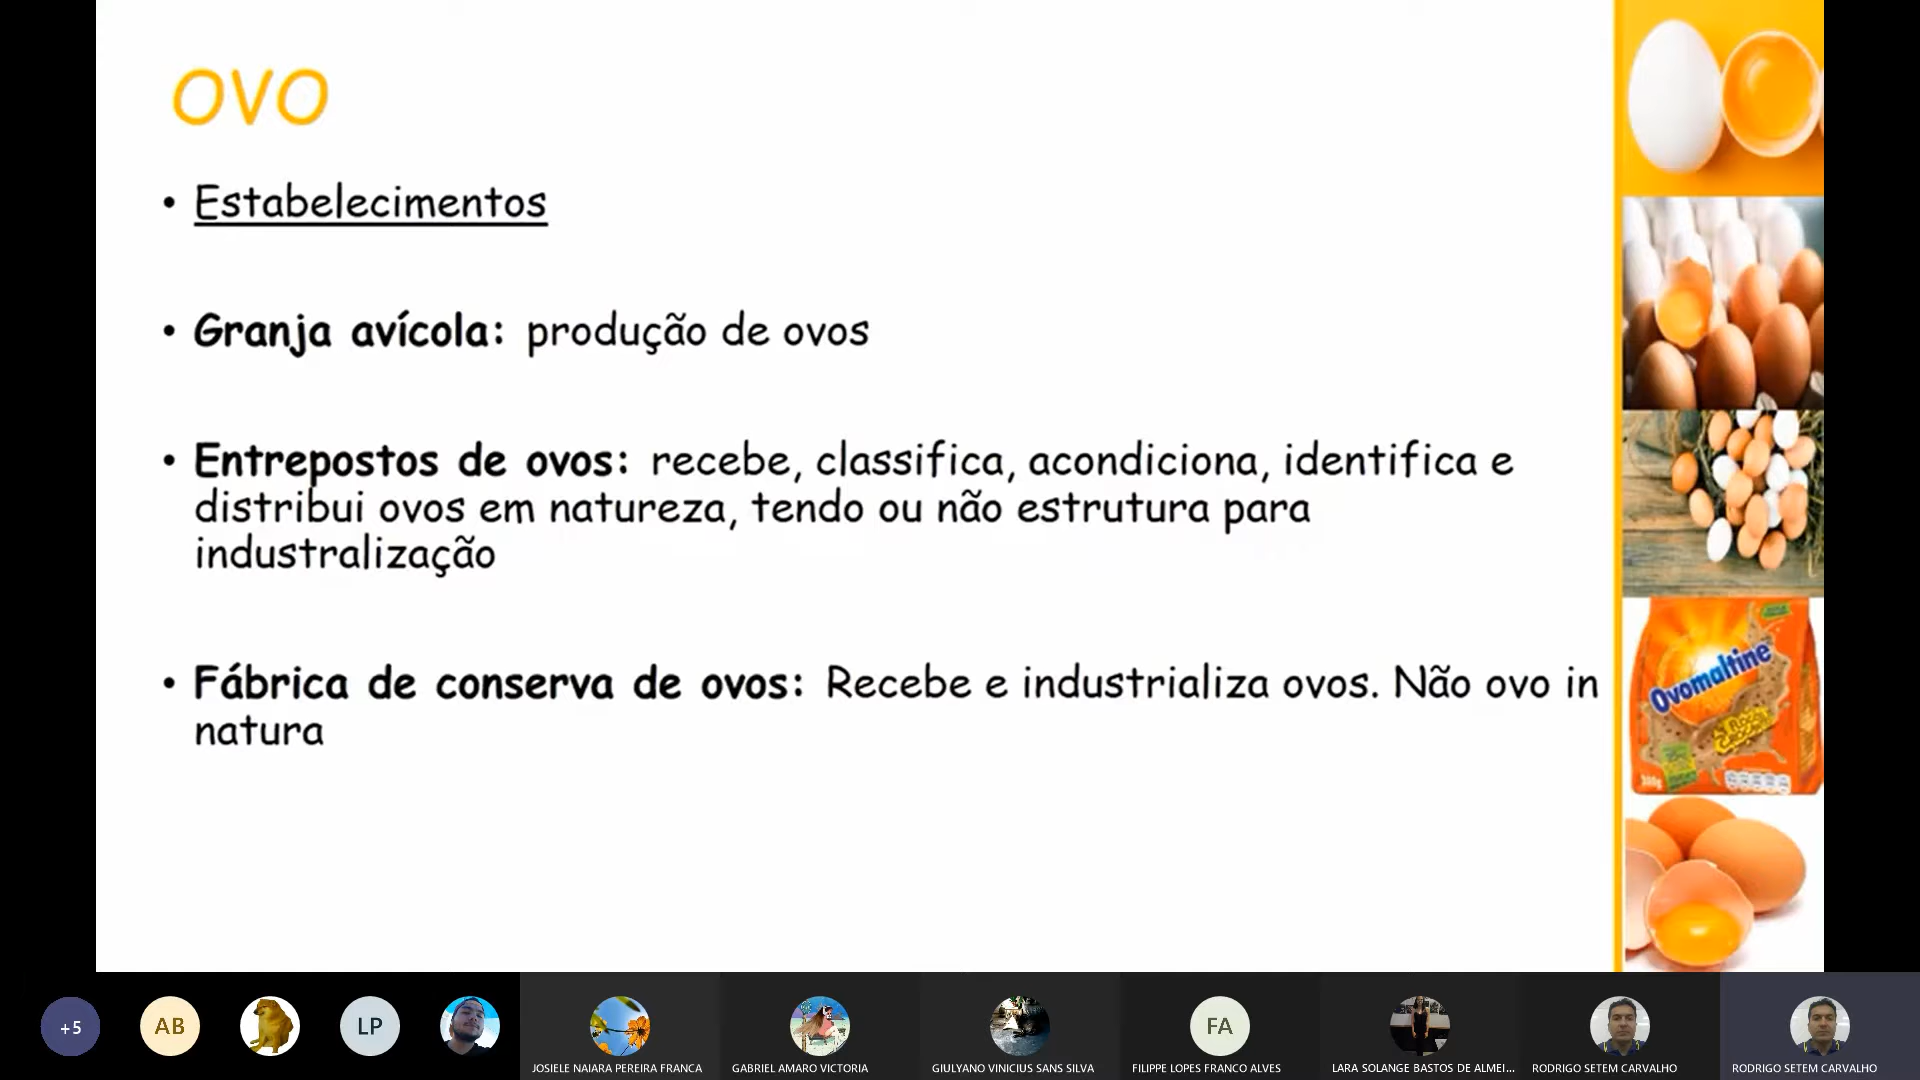 OVO
• Estabelecimentos
• Granja avícola: produção de ovos
• Entrepostos de ovos: recebe, classifica, acondiciona, identifica e
distribui ovos em natureza, tendo ou não estrutura para
industralização
• Fábrica de conserva de ovos: Recebe e industrializa ovos. Não ovo in
natura
Ovomaltine
FLOCOS
CROCANTES
300g
+5
AB
LP
FA
JOSIELE NAIARA PEREIRA FRANCA
GABRIEL AMARO VICTORIA
GIULYANO VINICIUS SANS SILVA
FILIPPE LOPES FRANCO ALVES
LARA SOLANGE BASTOS DE ALMEI...
RODRIGO SETEM CARVALHO
RODRIGO SETEM CARVALHO